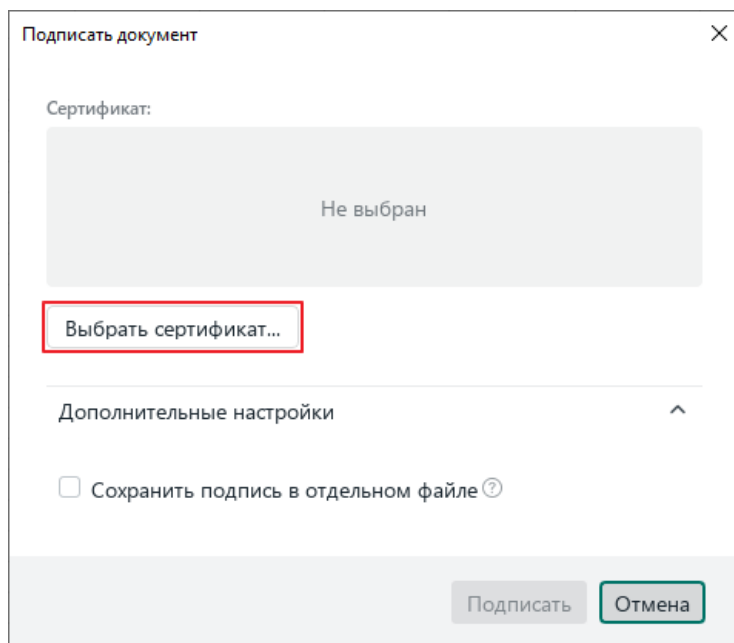 Подписать документ
Сертификат:
Не выбран
Выбрать сертификат...
Дополнительные настройки
Сохранить подпись в отдельном файле ?
Подписать
Отмена